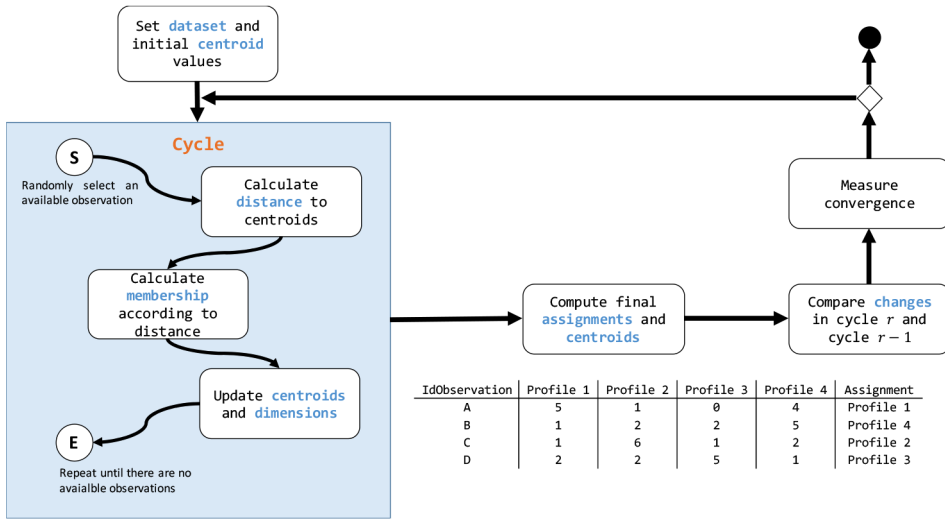 Set dataset and
initial centroid
values
Cycle
S
Randomly select an
available observation
Calculate
distance to
centroids
Calculate
membership
according to
distance
Update centroids
and dimensions
E
Repeat until there are no
avaialble observations
Compute final
assignments and
centroids
Compare changes
in cycle r and
cycle r − 1
Measure
convergence
IdObservation Profile 1 Profile 2 Profile 3 Profile 4 Assignment
A 5 1 0 4 Profile 1
B 1 2 2 5 Profile 4
C 1 6 1 2 Profile 2
D 2 2 5 1 Profile 3